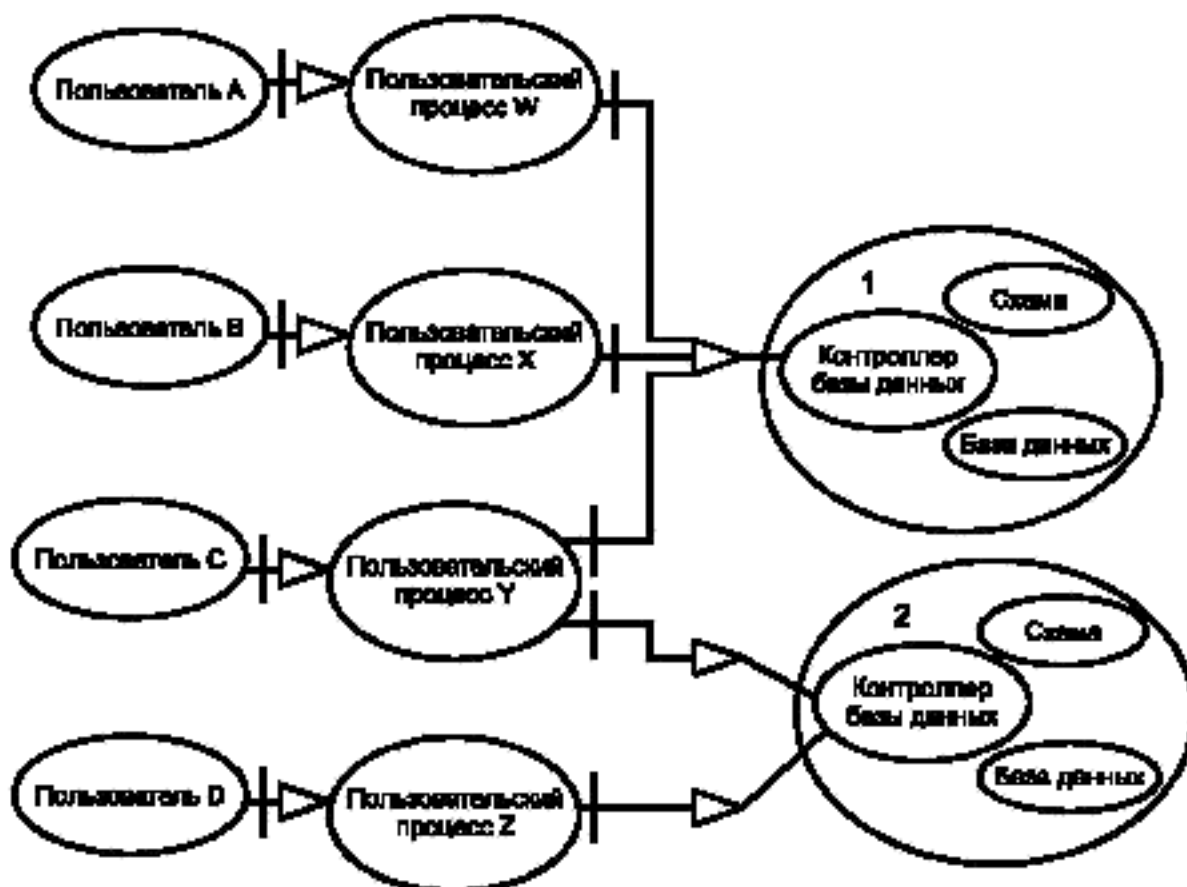 Пользователь A
Пользовательский
процесс W
Пользователь B
Пользовательский
процесс X
1
Схема
Контроллер
базы данных
База данных
Пользователь C
Пользовательский
процесс Y
2
Схема
Контроллер
базы данных
База данных
Пользователь D
Пользовательский
процесс Z